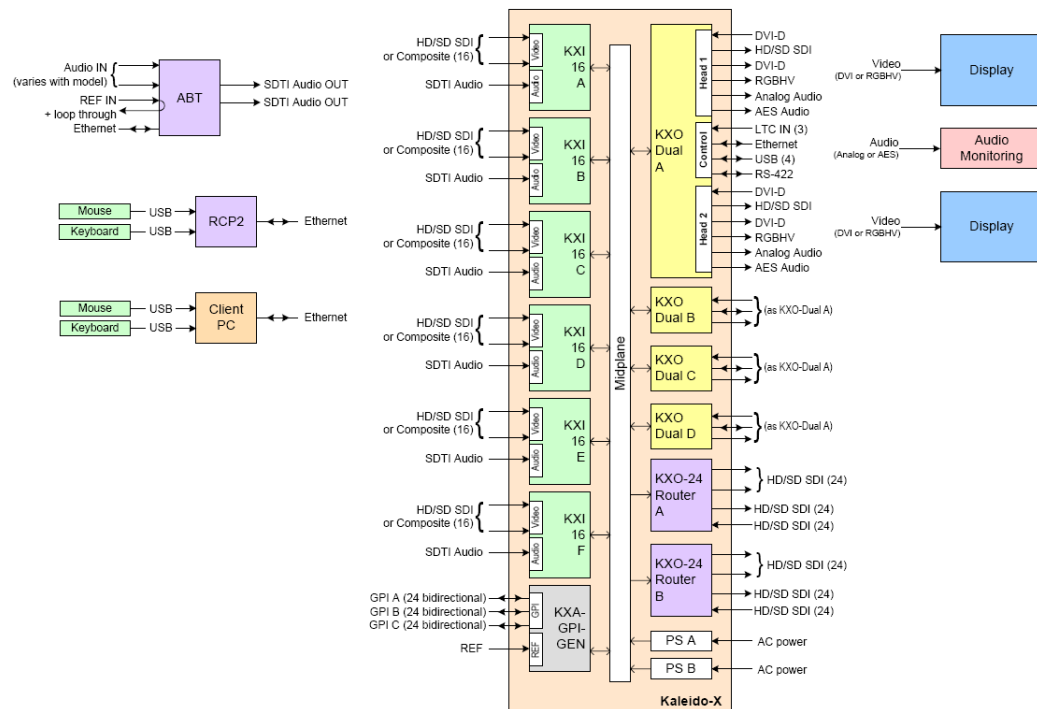 Audio IN
(varies with model)
REF IN
+ loop through
Ethernet
ABT
SDTI Audio OUT
SDTI Audio OUT
Mouse
Keyboard
USB
USB
RCP2
Ethernet
Mouse
Keyboard
USB
USB
Client
PC
Ethernet
HD/SD SDI
or Composite (16)
SDTI Audio
Video
Audio
KXI
16
A
HD/SD SDI
or Composite (16)
SDTI Audio
Video
Audio
KXI
16
B
HD/SD SDI
or Composite (16)
SDTI Audio
Video
Audio
KXI
16
C
HD/SD SDI
or Composite (16)
SDTI Audio
Video
Audio
KXI
16
D
HD/SD SDI
or Composite (16)
SDTI Audio
Video
Audio
KXI
16
E
HD/SD SDI
or Composite (16)
SDTI Audio
Video
Audio
KXI
16
F
GPI A (24 bidirectional)
GPI B (24 bidirectional)
GPI C (24 bidirectional)
REF
GPI
REF
KXA-
GPI-
GEN
Midplane
KXO
Dual
A
Head 1
Control
Head 2
DVI-D
HD/SD SDI
DVI-D
RGBHV
Analog Audio
AES Audio
LTC IN (3)
Ethernet
USB (4)
RS-422
DVI-D
HD/SD SDI
DVI-D
RGBHV
Analog Audio
AES Audio
KXO
Dual B
(as KXO-Dual A)
KXO
Dual C
(as KXO-Dual A)
KXO
Dual D
(as KXO-Dual A)
KXO-24
Router
A
HD/SD SDI (24)
HD/SD SDI (24)
HD/SD SDI (24)
KXO-24
Router
B
HD/SD SDI (24)
HD/SD SDI (24)
HD/SD SDI (24)
PS A
AC power
PS B
AC power
Kaleido-X
Video
(DVI or RGBHV)
Display
Audio
(Analog or AES)
Audio
Monitoring
Video
(DVI or RGBHV)
Display